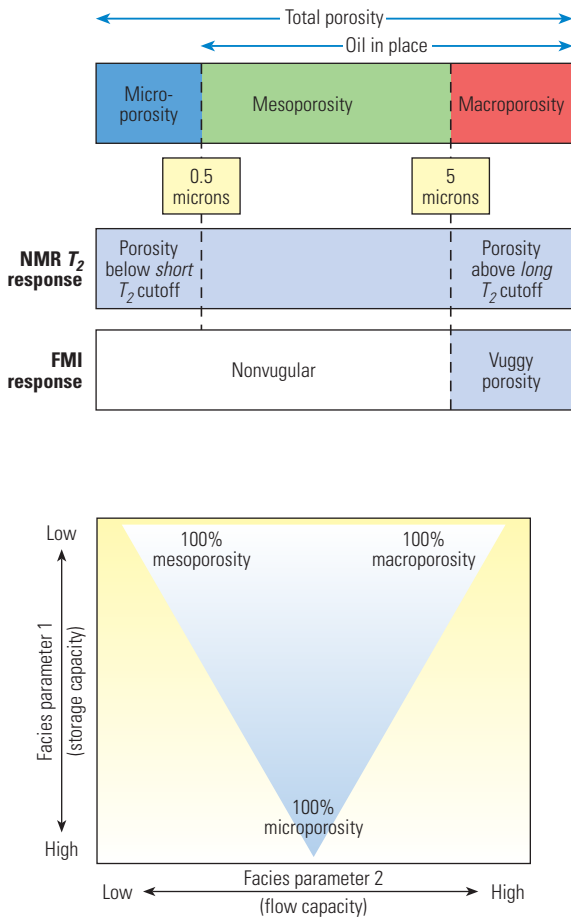 Total porosity
Oil in place
Micro-
porosity
Mesoporosity
Macroporosity
0.5
microns
5
microns
NMR T2
response
Porosity
below short
T2 cutoff
Porosity
above long
T2 cutoff
FMI
response
Nonvugular
Vuggy
porosity
Low
100%
mesoporosity
100%
macroporosity
Facies parameter 1
(storage capacity)
100%
microporosity
High
Low
Facies parameter 2
(flow capacity)
High